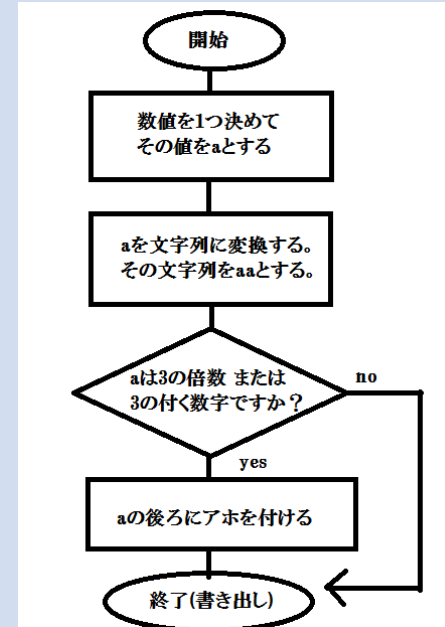 開始
数値を1つ決めて
その値をaとする
aを文字列に変換する。
その文字列をaaとする。
aは3の倍数 または
3の付く数字ですか？
no
yes
aの後ろにアホを付ける
終了(書き出し)